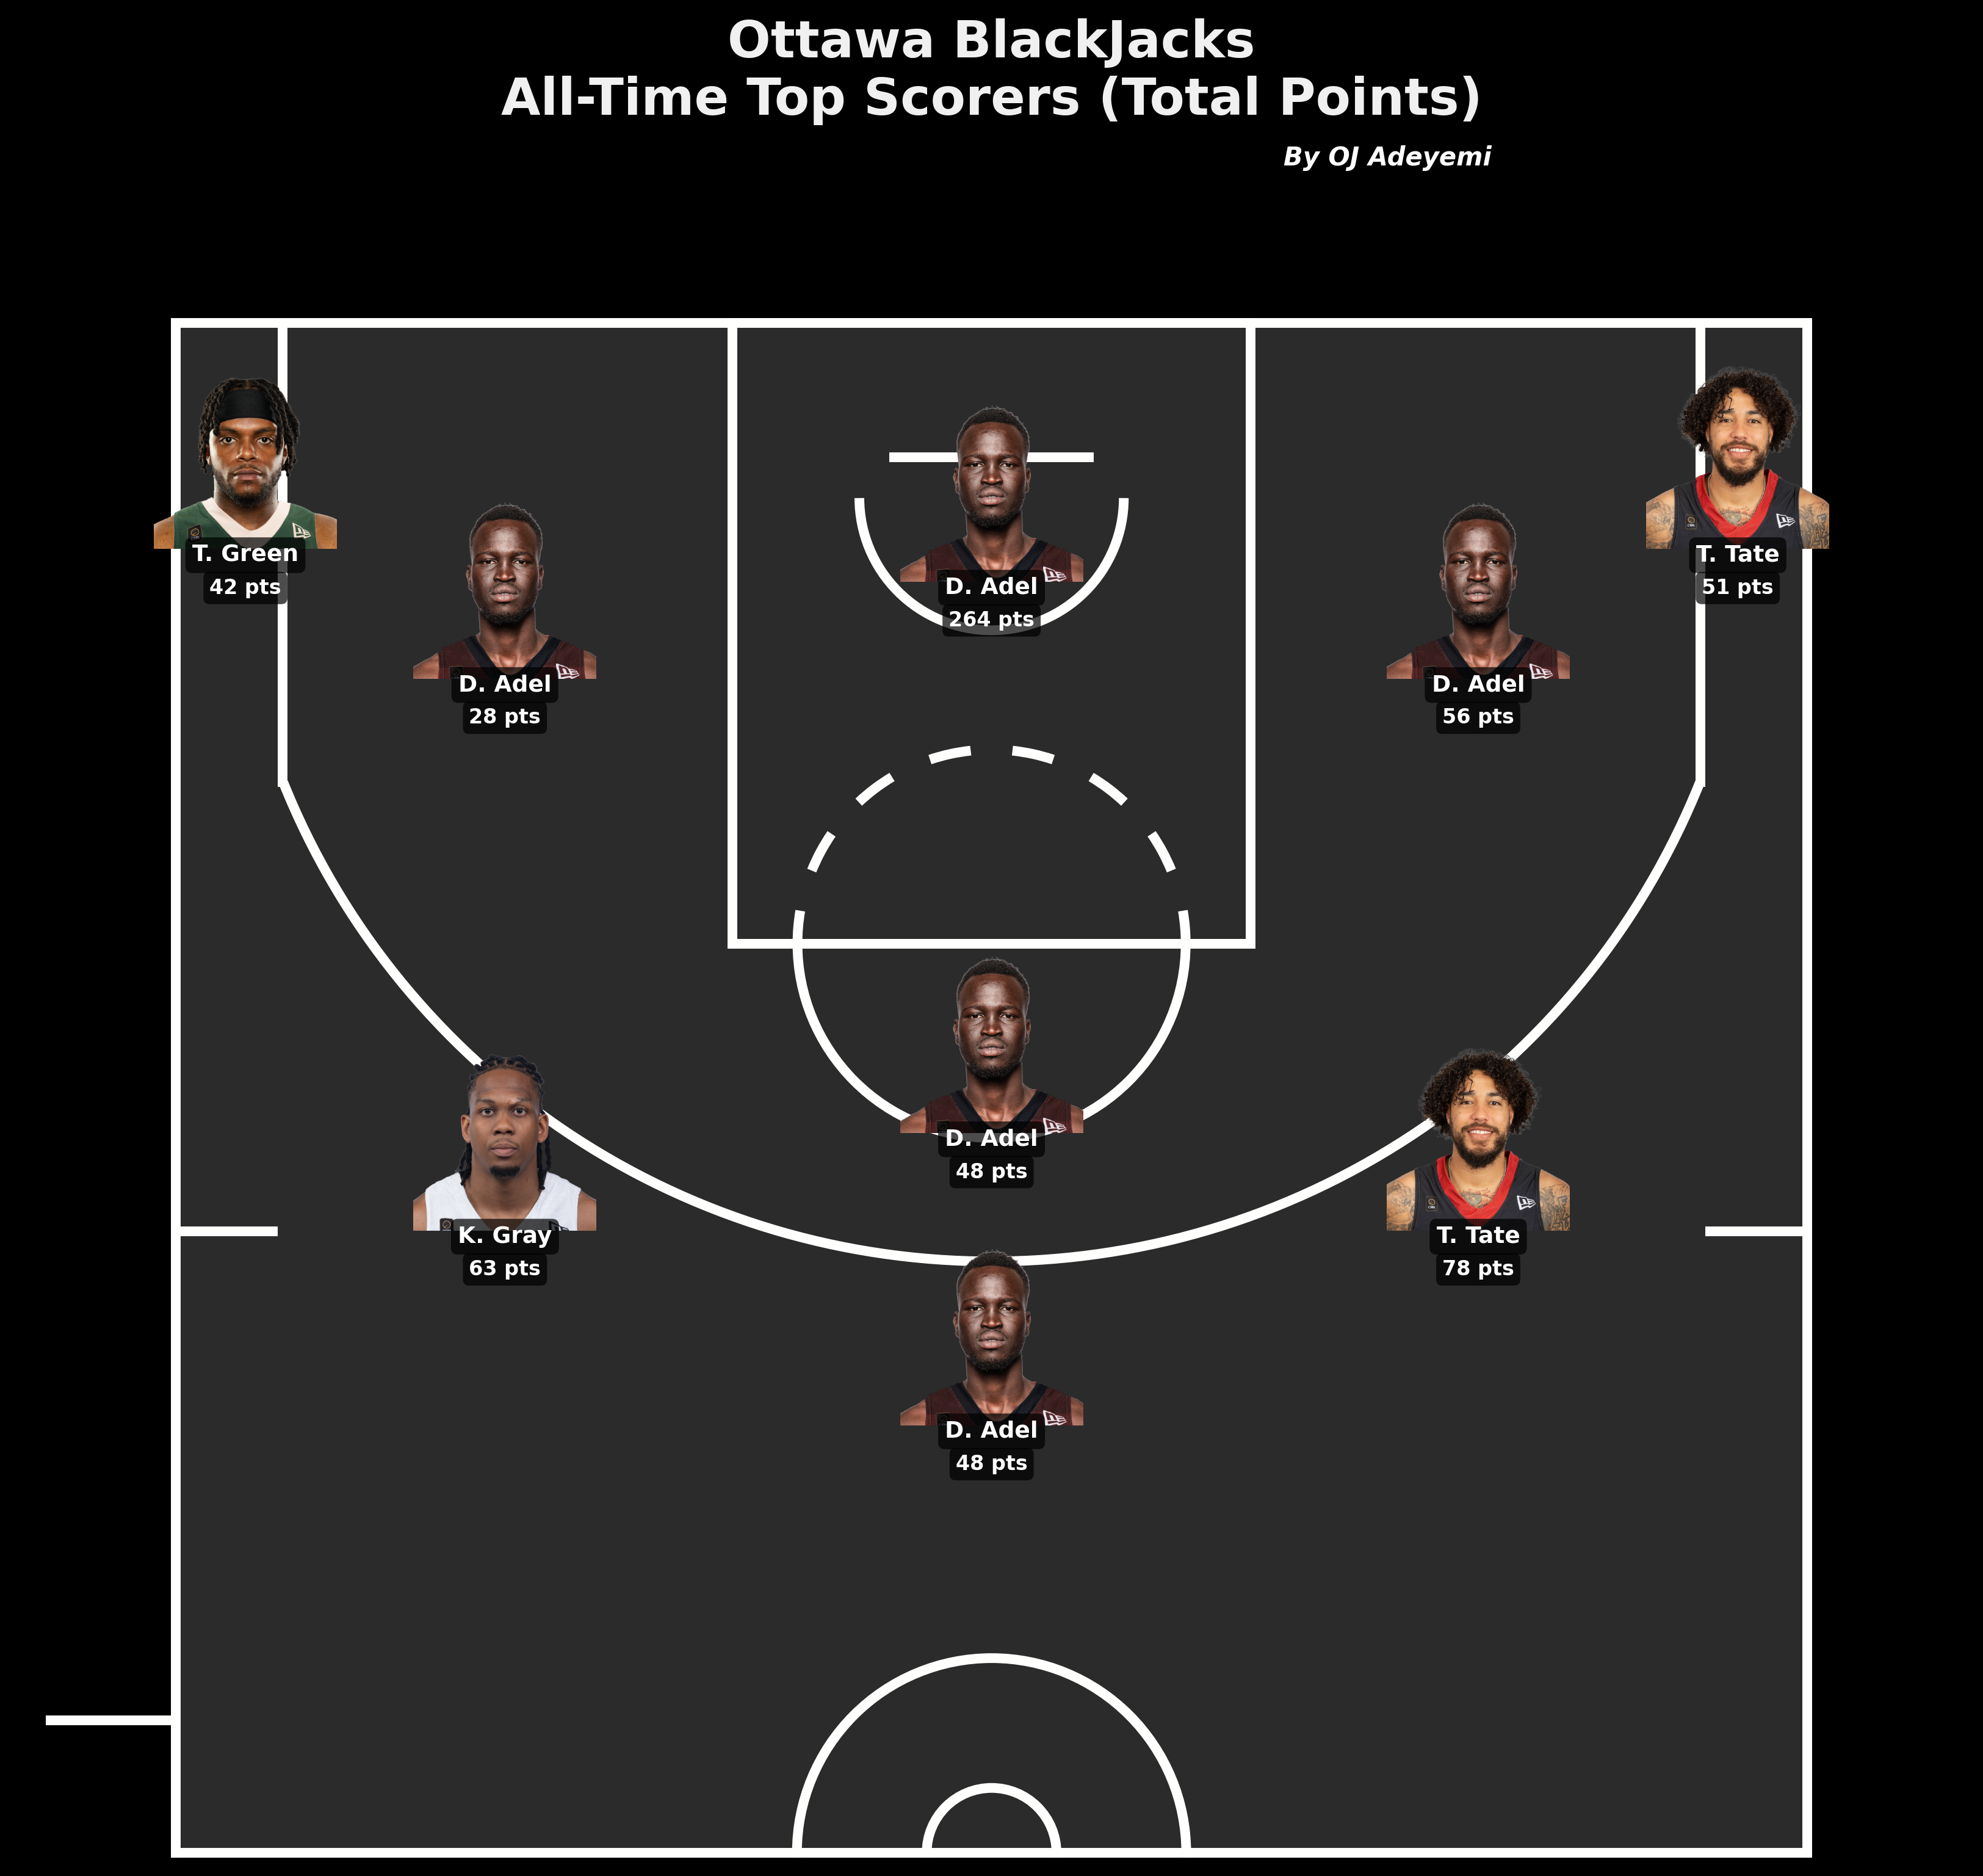 Ottawa BlackJacks
All-Time Top Scorers (Total Points)
By OJ Adeyemi
T. Green
42 pts
T. Tate
51 pts
D. Adel
264 pts
D. Adel
28 pts
D. Adel
56 pts
D. Adel
48 pts
K. Gray
63 pts
T. Tate
78 pts
D. Adel
48 pts